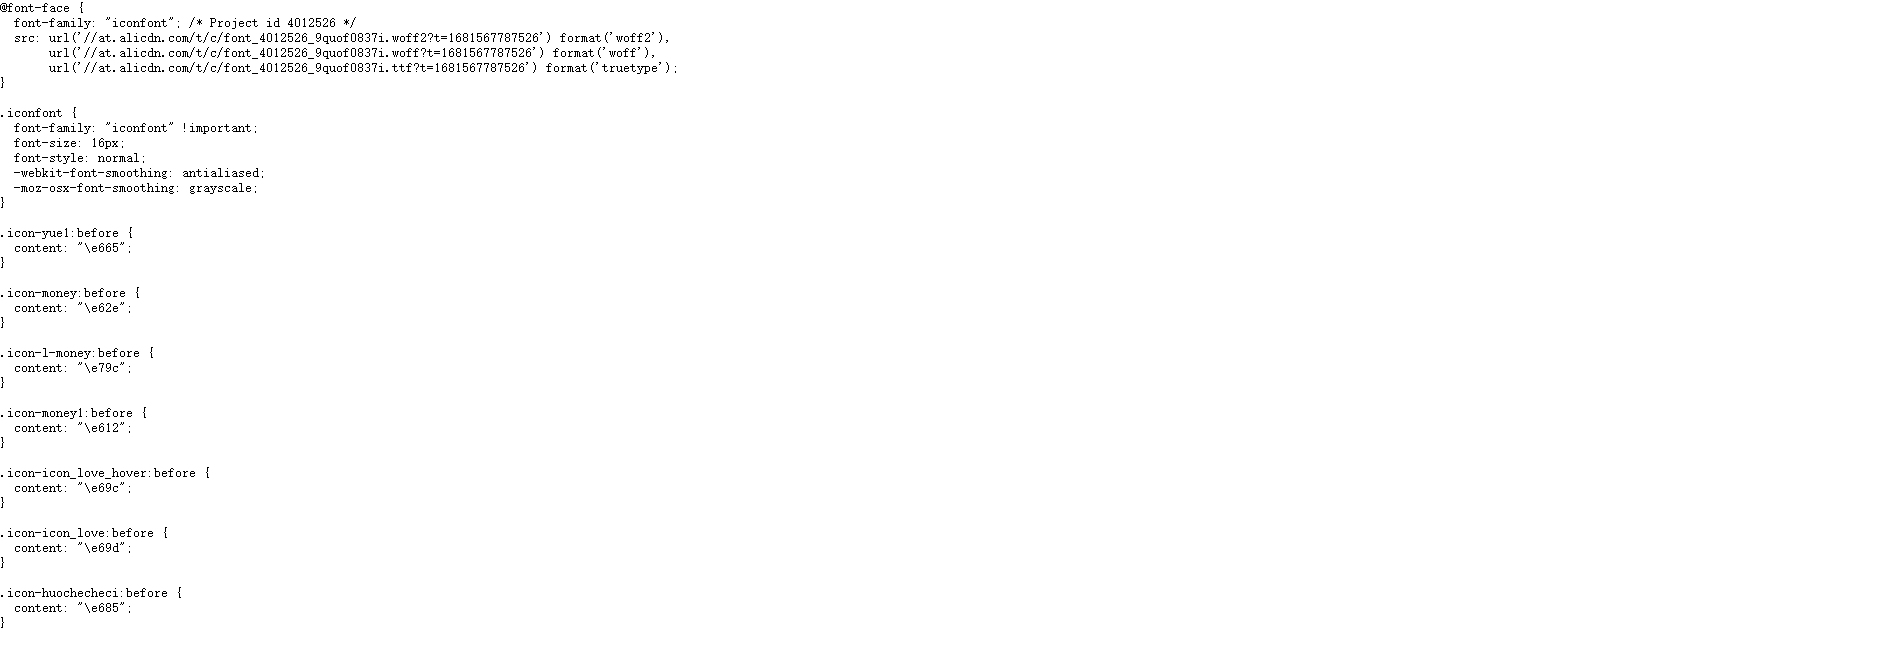 @font-face {
  font-family: "iconfont"; /* Project id 4012526 */
  src: url('//at.alicdn.com/t/c/font_4012526_9quof0837i.woff2?t=1681567787526') format('woff2'),
       url('//at.alicdn.com/t/c/font_4012526_9quof0837i.woff?t=1681567787526') format('woff'),
       url('//at.alicdn.com/t/c/font_4012526_9quof0837i.ttf?t=1681567787526') format('truetype');
}

.iconfont {
  font-family: "iconfont" !important;
  font-size: 16px;
  font-style: normal;
  -webkit-font-smoothing: antialiased;
  -moz-osx-font-smoothing: grayscale;
}

.icon-yue1:before {
  content: "\e665";
}

.icon-money:before {
  content: "\e62e";
}

.icon-l-money:before {
  content: "\e79c";
}

.icon-money1:before {
  content: "\e612";
}

.icon-icon_love_hover:before {
  content: "\e69c";
}

.icon-icon_love:before {
  content: "\e69d";
}

.icon-huochecheci:before {
  content: "\e685";
}